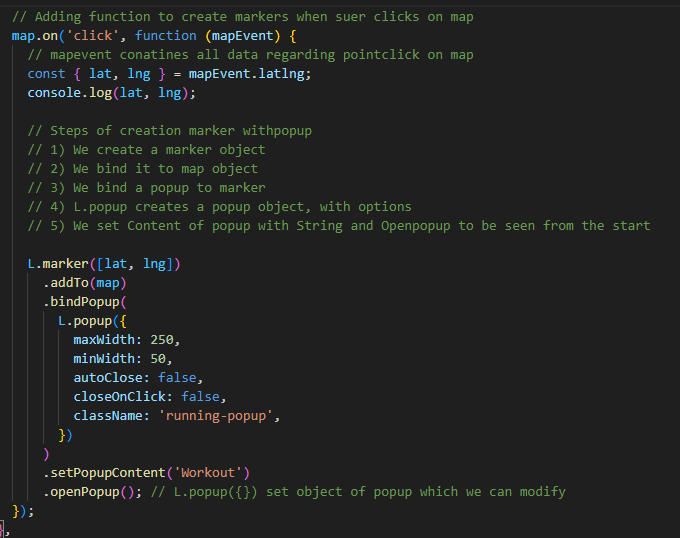 // Adding function to create markers when suer clicks on map
map.on('click', function (mapEvent) {
// mapevent conatines all data regarding pointclick on map
const { lat, lng } = mapEvent.latlng;
console.log(lat, lng);
// Steps of creation marker withpopup
// 1) We create a marker object
// 2) We bind it to map object
// 3) We bind a popup to marker
// 4) L.popup creates a popup object, with options
// 5) We set Content of popup with String and Openpopup to be seen from the start
L.marker([lat, lng])
.addTo(map)
.bindPopup(
L.popup({
maxWidth: 250,
minWidth: 50,
autoClose: false,
closeOnClick: false,
className: 'running-popup',
})
)
.setPopupContent('Workout')
.openPopup(); // L.popup({}) set object of popup which we can modify
});
},